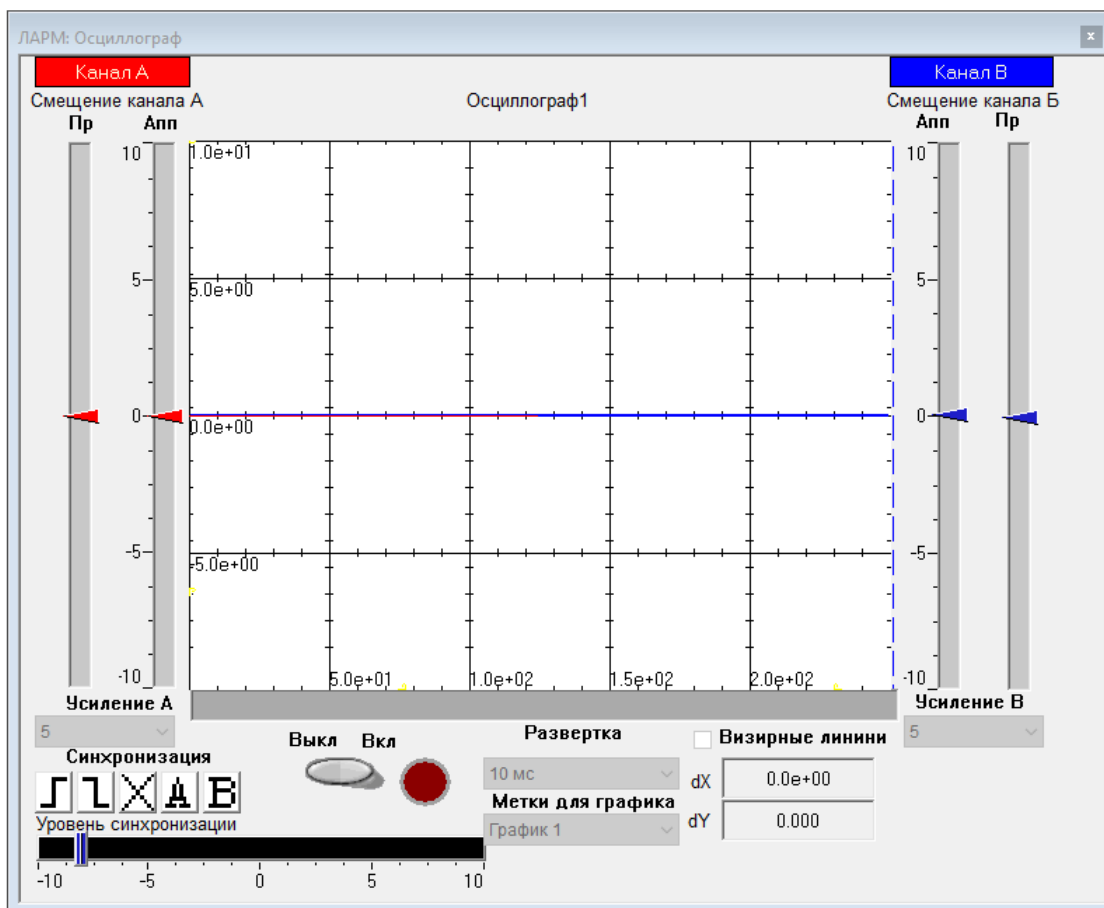 ЛАРМ: Осциллограф
x
Канал А
Канал В
Смещение канала А
Осциллограф1
Смещение канала Б
Пр
Апп
Апп
Пр
10
1.0e+01
10
5
5.0e+00
5
0
0.0e+00
0
-5
-5.0e+00
-5
-10
5.0e+01
1.0e+02
1.5e+02
2.0e+02
-10
Усиление А
Усиление В
5
5
Выкл
Вкл
Развертка
Визирные линини
Синхронизация
10 мс
dX
0.0e+00
А
В
Метки для графика
Уровень синхронизации
График 1
dY
0.000
-10
-5
0
5
10